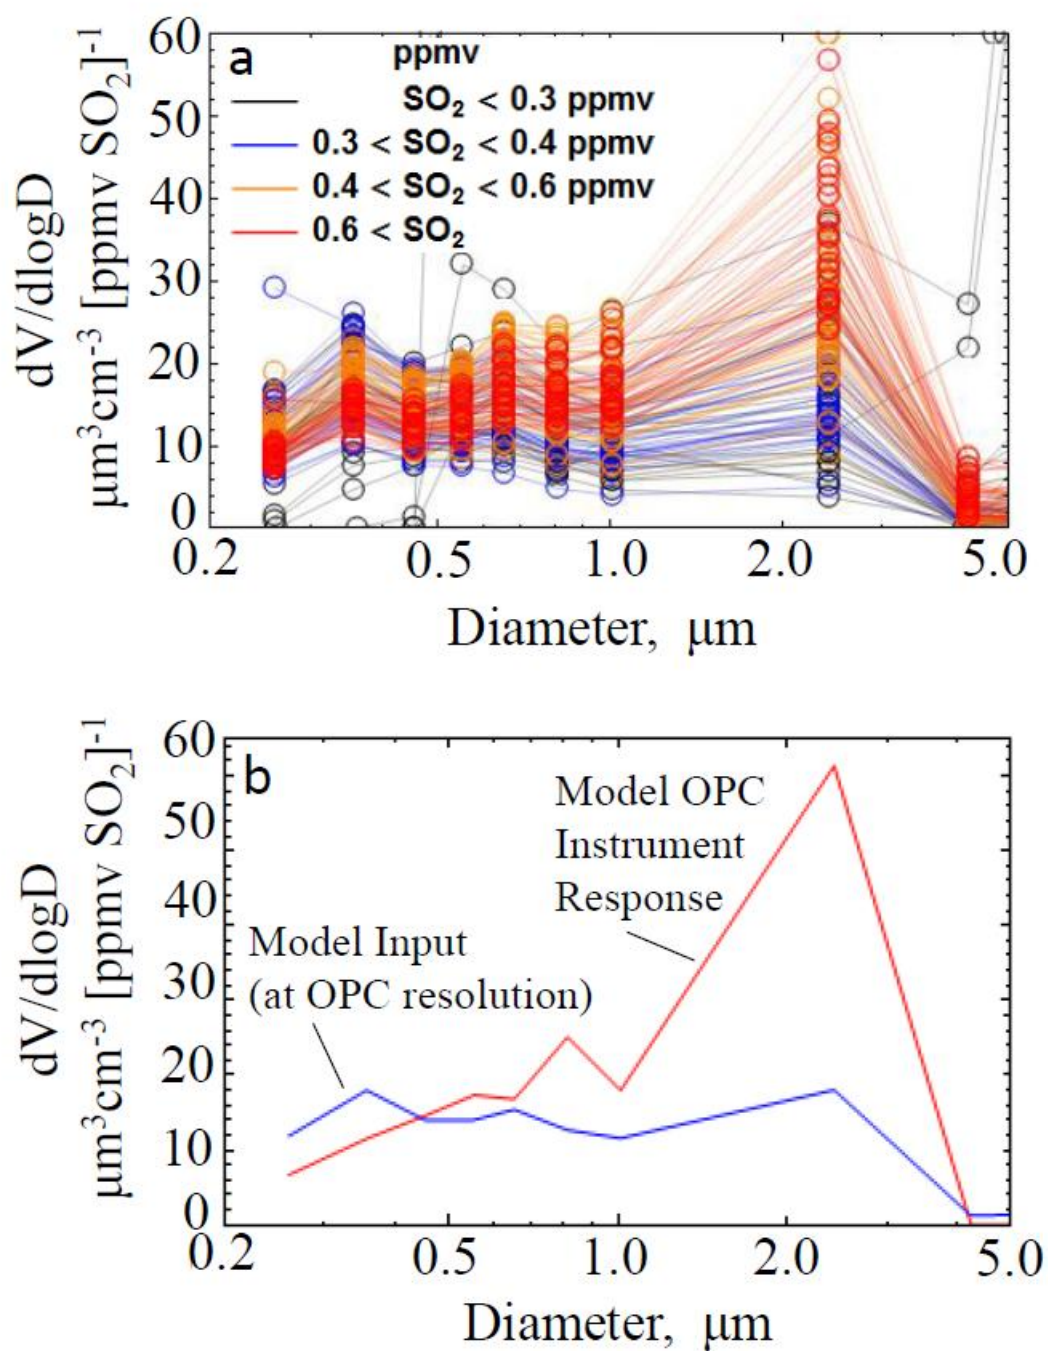 a
ppmv
SO₂ < 0.3 ppmv
0.3 < SO₂ < 0.4 ppmv
0.4 < SO₂ < 0.6 ppmv
0.6 < SO₂
dV/dlogD
μm³cm⁻³ [ppmv SO₂]⁻¹
60
50
40
30
20
10
0
0.2
0.5
1.0
2.0
5.0
Diameter, μm
b
Model OPC
Instrument
Response
Model Input
(at OPC resolution)
dV/dlogD
μm³cm⁻³ [ppmv SO₂]⁻¹
60
50
40
30
20
10
0
0.2
0.5
1.0
2.0
5.0
Diameter, μm